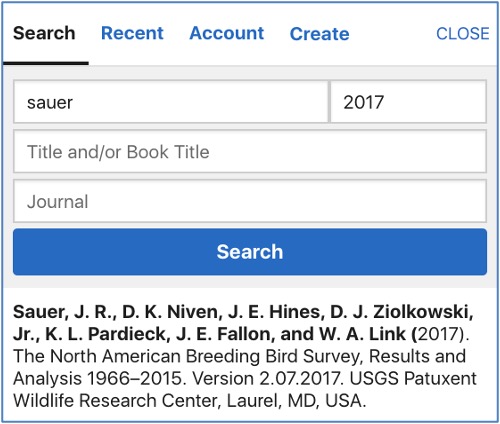 Search Recent Account Create CLOSE
sauer 2017
Title and/or Book Title
Journal
Search
Sauer, J. R., D. K. Niven, J. E. Hines, D. J. Ziolkowski,
Jr., K. L. Pardieck, J. E. Fallon, and W. A. Link (2017).
The North American Breeding Bird Survey, Results and
Analysis 1966–2015. Version 2.07.2017. USGS Patuxent
Wildlife Research Center, Laurel, MD, USA.